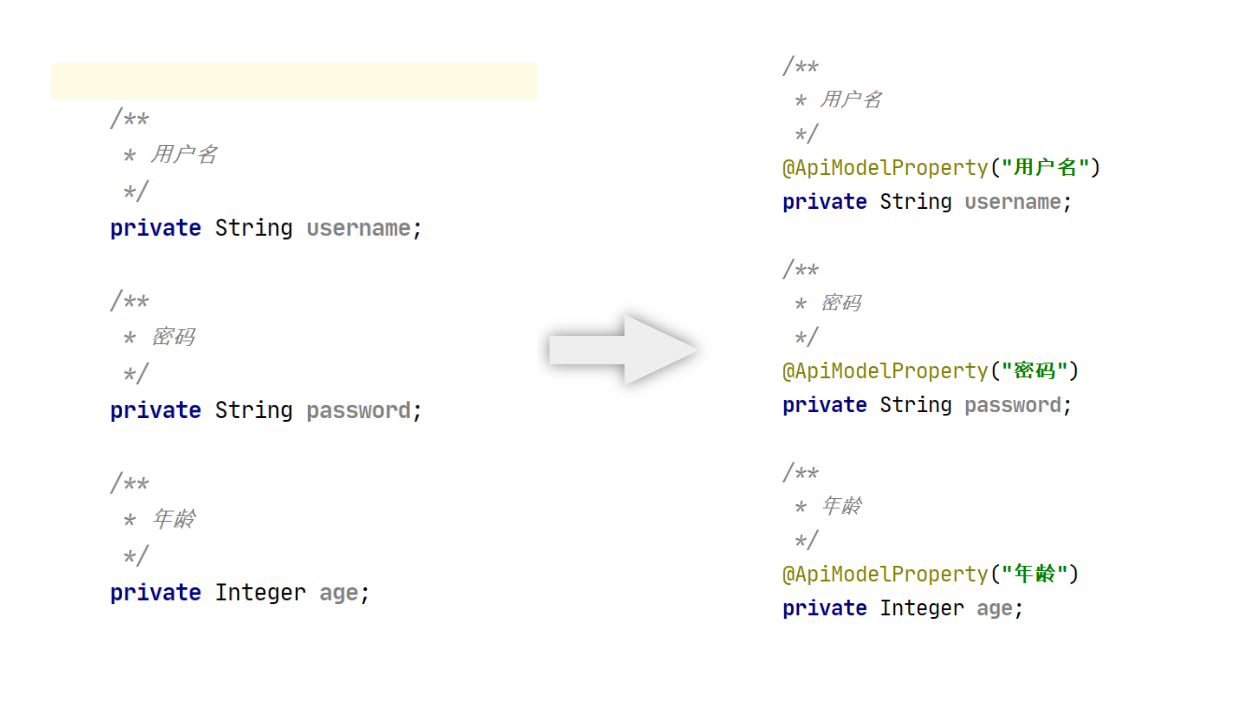 /**
* 用户名
*/
private String username;
/**
* 密码
*/
private String password;
/**
* 年龄
*/
private Integer age;
/**
* 用户名
*/
@ApiModelProperty("用户名")
private String username;
/**
* 密码
*/
@ApiModelProperty("密码")
private String password;
/**
* 年龄
*/
@ApiModelProperty("年龄")
private Integer age;